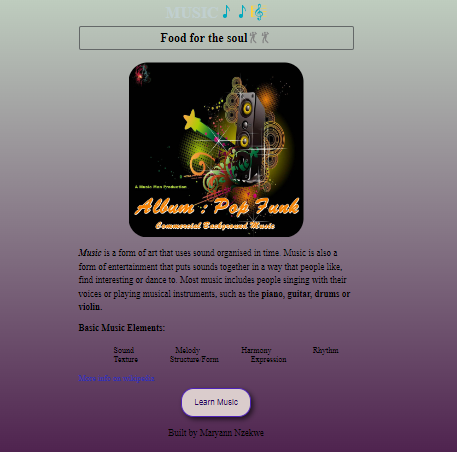 MUSIC
Food for the soul
A Music Man Production
Album : Pop Funk
Commercial Background Music
Music is a form of art that uses sound organised in time. Music is also a
form of entertainment that puts sounds together in a way that people like,
find interesting or dance to. Most music includes people singing with their
voices or playing musical instruments, such as the piano, guitar, drums or
violin.
Basic Music Elements:
Sound Melody Harmony Rhythm
Texture Structure/Form Expression
More info on wikipedia
Learn Music
Built by Maryann Nzekwe